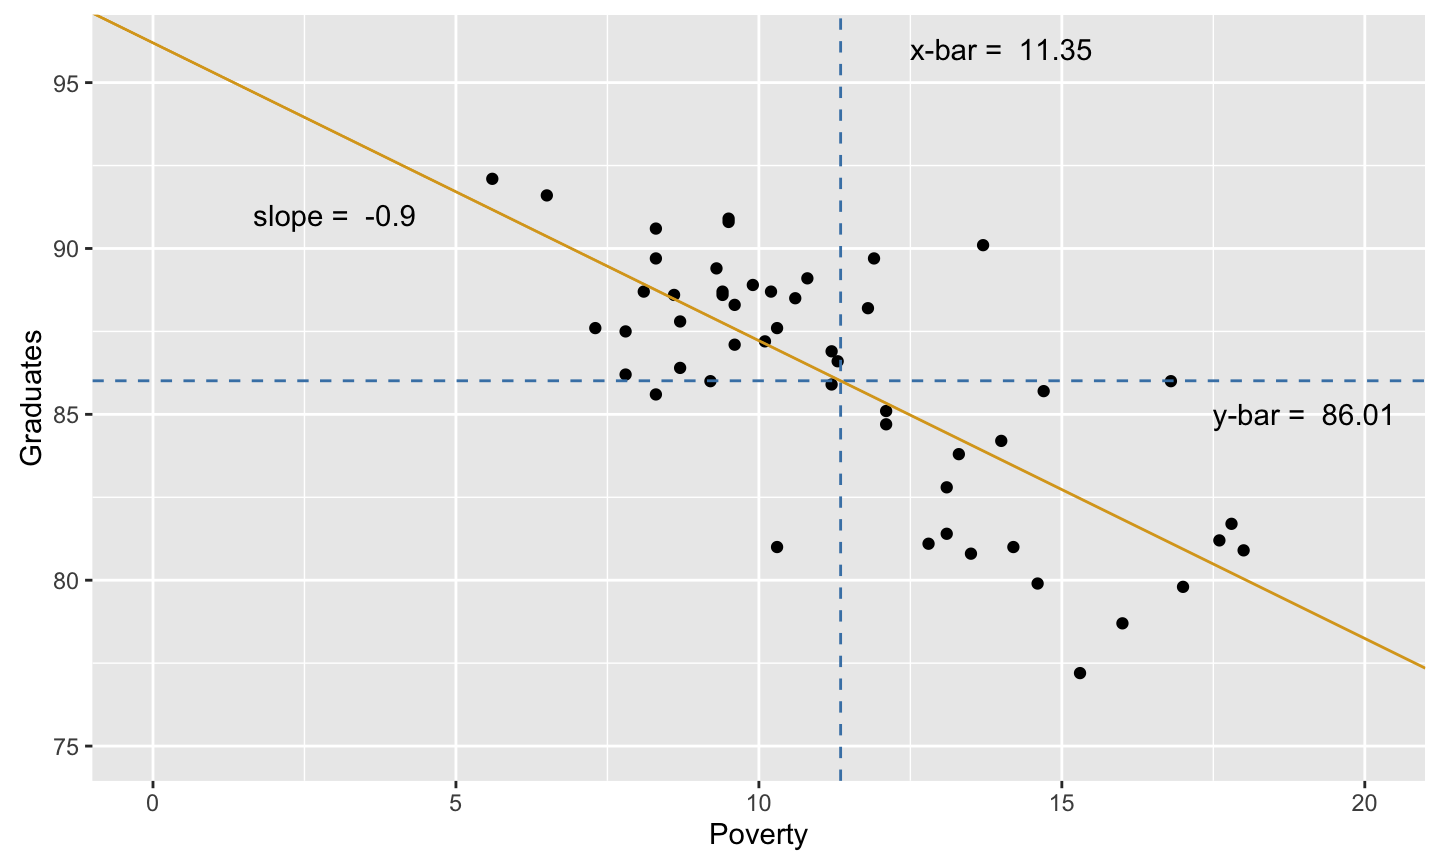 x-bar =  11.35
95
slope =  -0.9
90
Graduates
85
y-bar =  86.01
80
75
0 5 10 15 20
Poverty